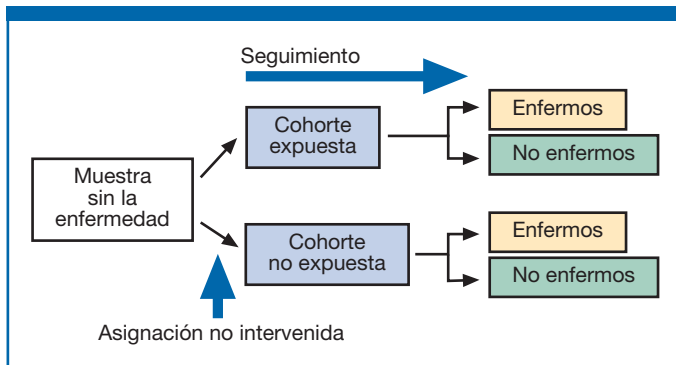 Seguimiento
Cohorte
expuesta
Enfermos
No enfermos
Muestra
sin la
enfermedad
Cohorte
no expuesta
Enfermos
No enfermos
Asignación no intervenida